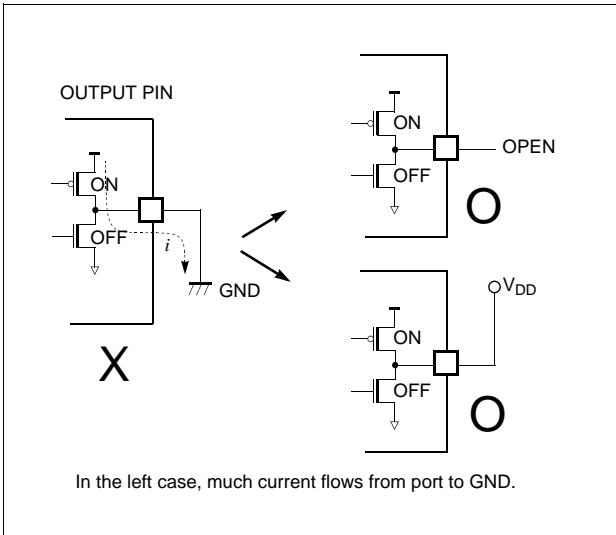 OUTPUT PIN
ON
OFF
i
GND
X
ON
OPEN
OFF
O
VDD
ON
OFF
O
In the left case, much current flows from port to GND.